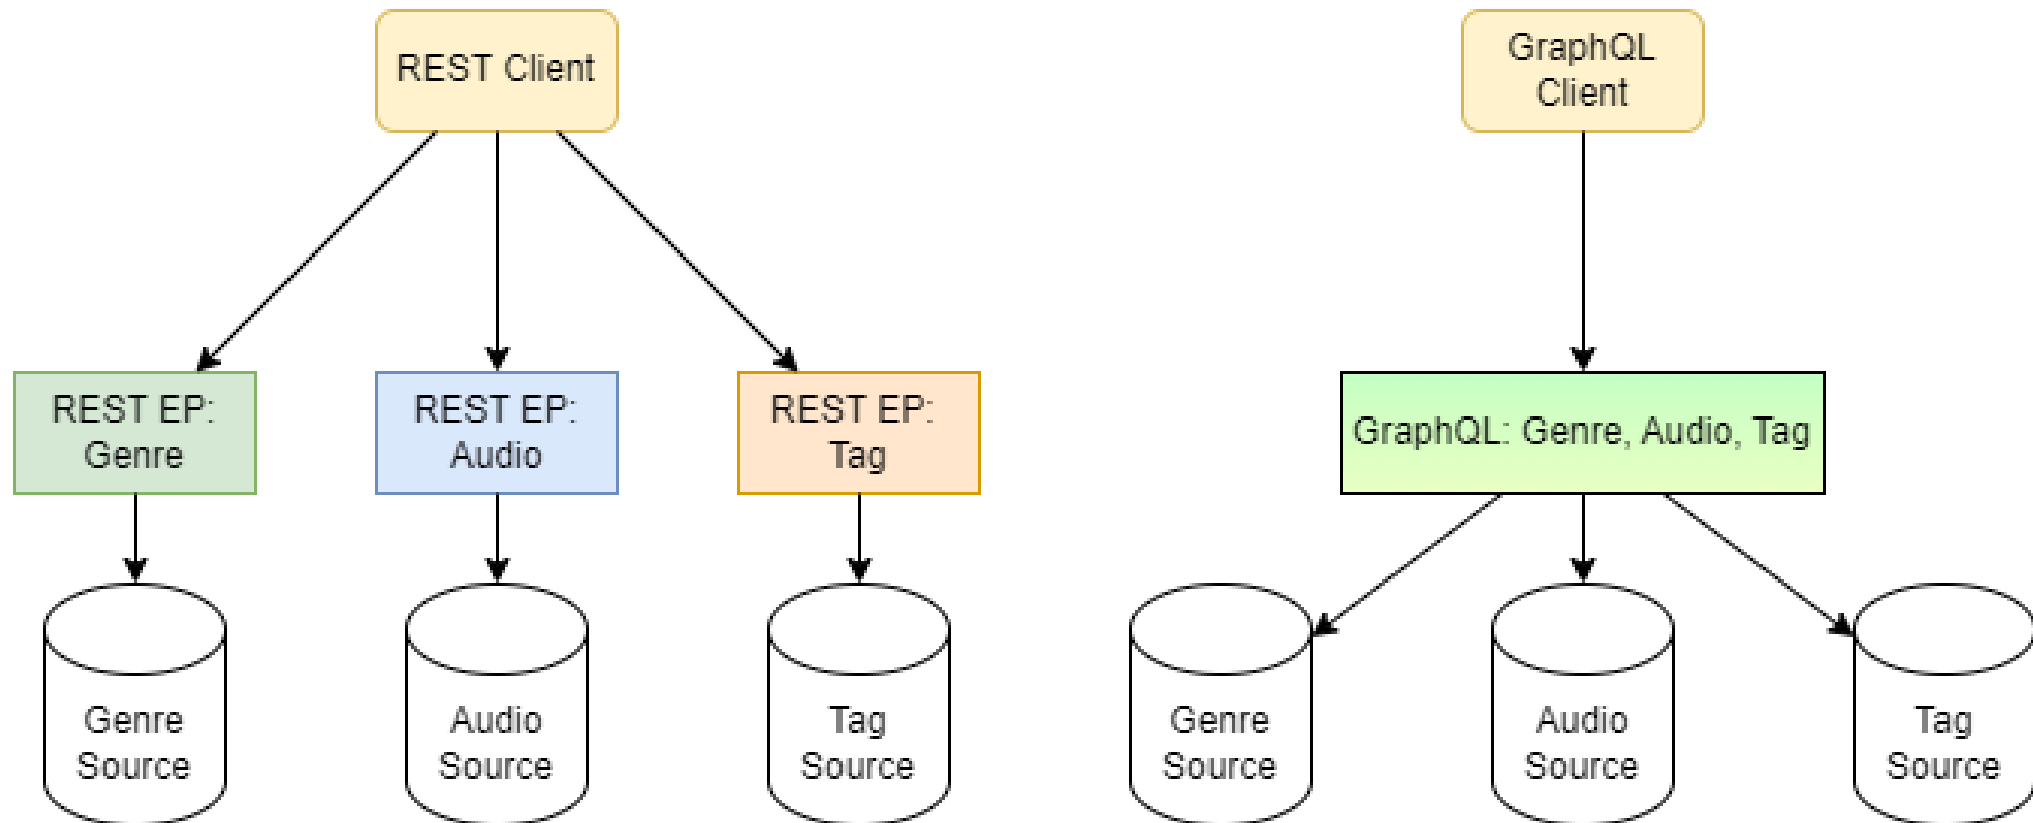 REST Client
GraphQL
Client
REST EP:
Genre
REST EP:
Audio
REST EP:
Tag
GraphQL: Genre, Audio, Tag
Genre
Source
Audio
Source
Tag
Source
Genre
Source
Audio
Source
Tag
Source